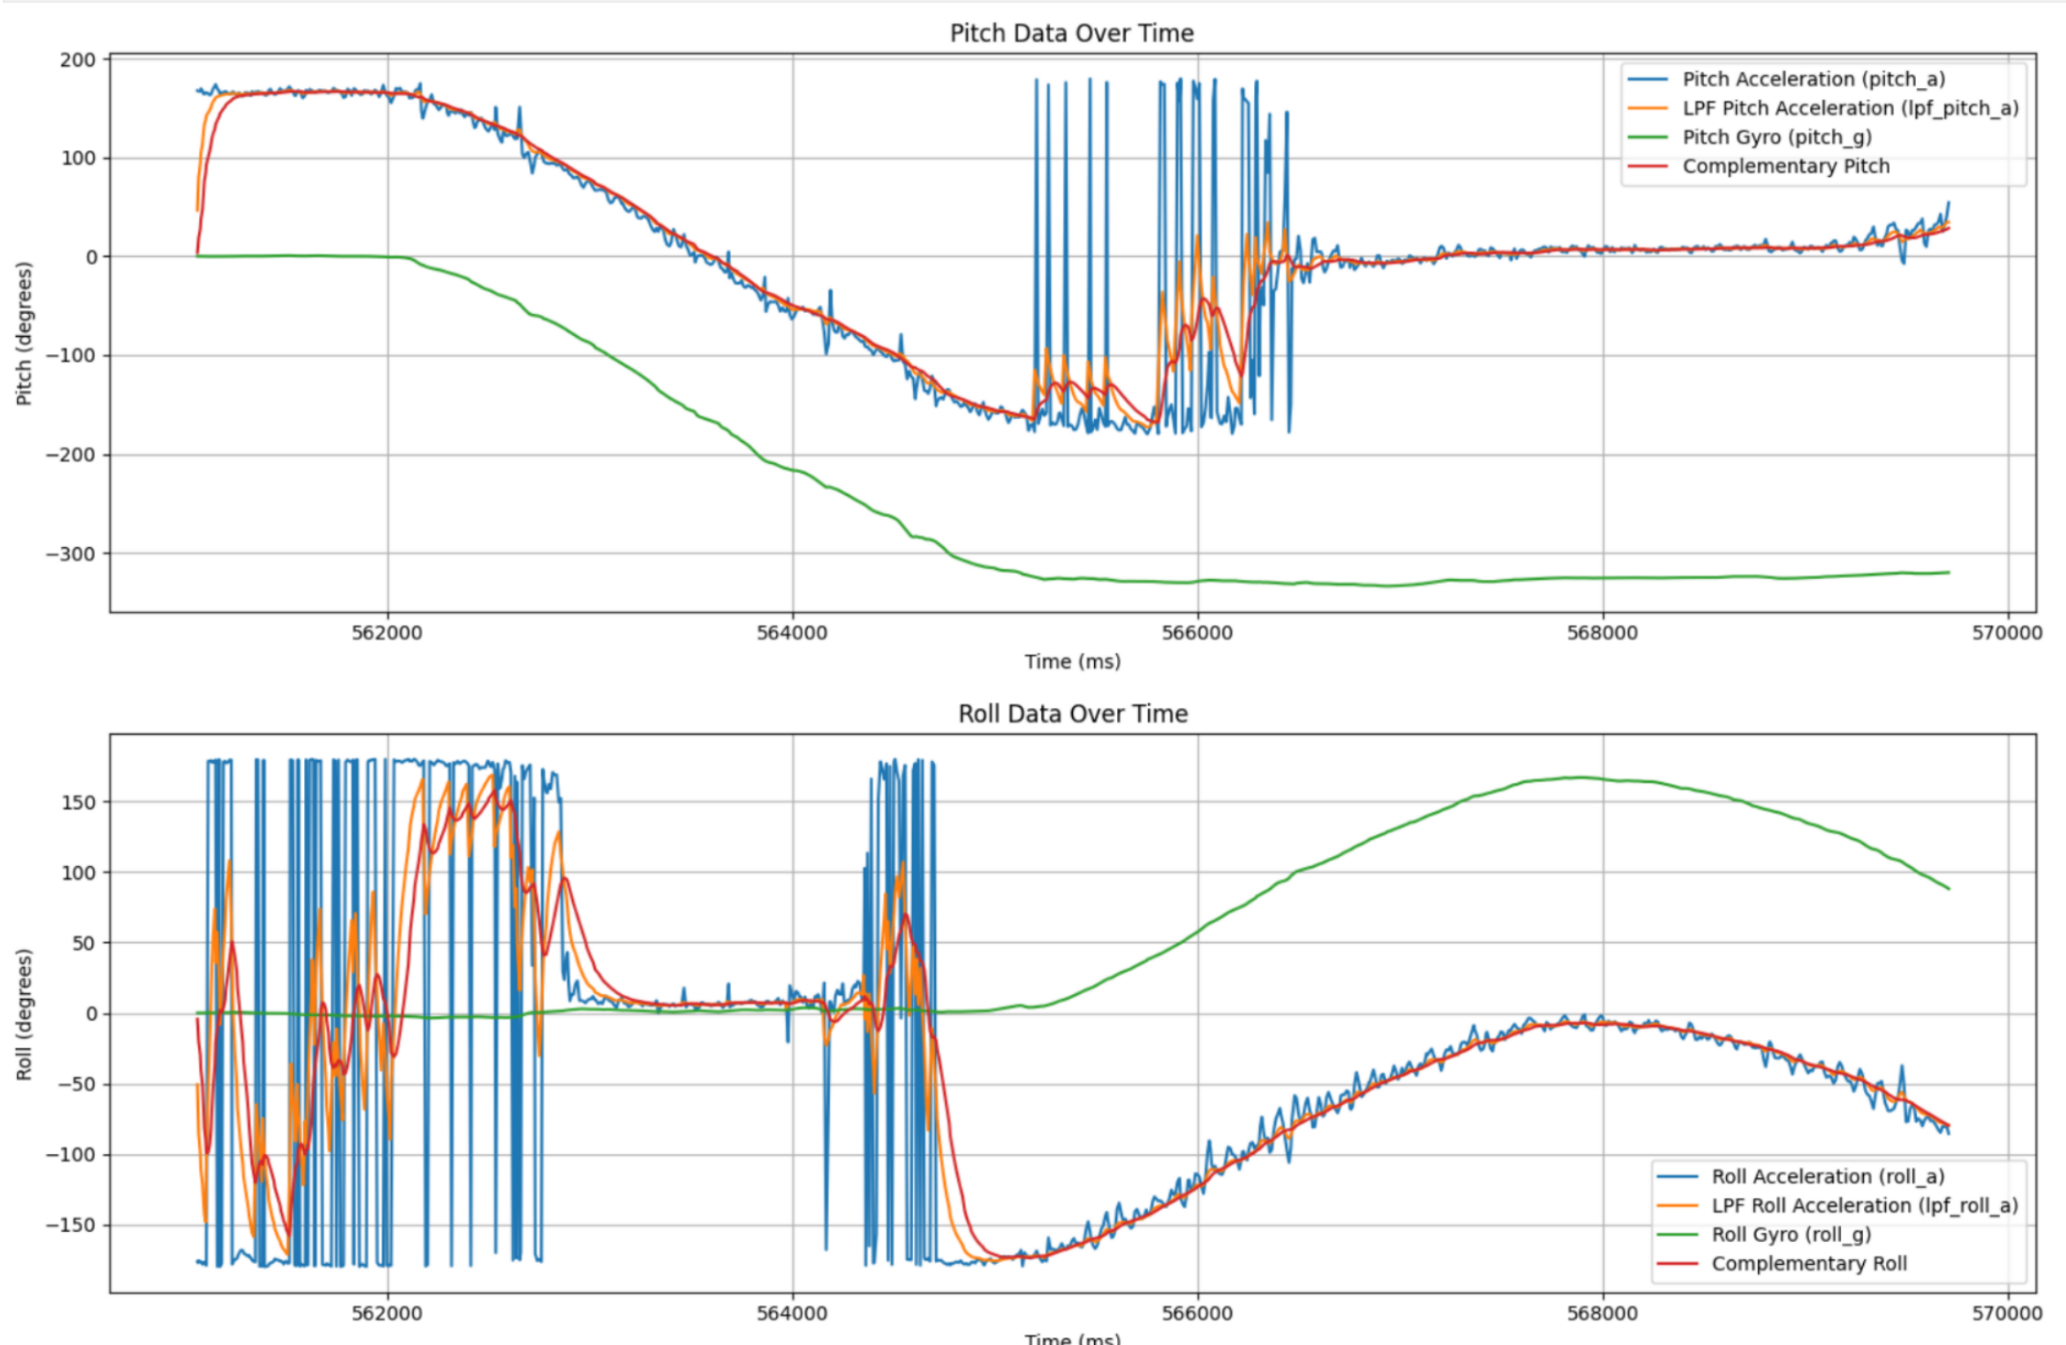 Pitch Data Over Time
200
100
0
−100
−200
−300
Pitch (degrees)
Pitch Acceleration (pitch_a)
LPF Pitch Acceleration (lpf_pitch_a)
Pitch Gyro (pitch_g)
Complementary Pitch
562000 564000 566000 568000 570000
Time (ms)
Roll Data Over Time
150
100
50
0
−50
−100
−150
Roll (degrees)
Roll Acceleration (roll_a)
LPF Roll Acceleration (lpf_roll_a)
Roll Gyro (roll_g)
Complementary Roll
562000 564000 566000 568000 570000
Time (ms)